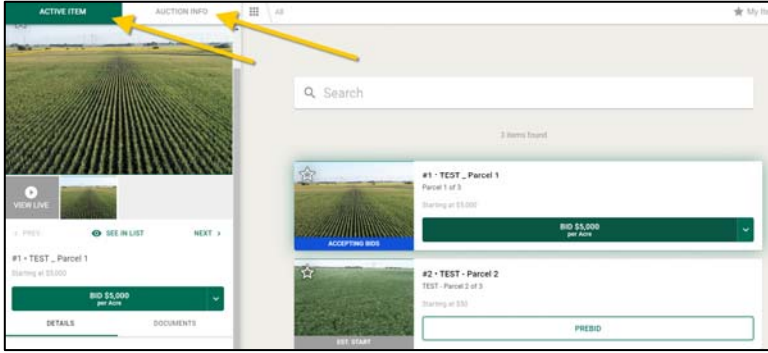 ACTIVE ITEM
AUCTION INFO
All
★ My
Search
3 items found
VIEW LIVE
‹ PREV
SEE IN LIST
NEXT ›
#1 • TEST _ Parcel 1
Starting at $5,000
BID $5,000
per Acre
DETAILS
DOCUMENTS
#1 • TEST _ Parcel 1
Parcel 1 of 3
Starting at $5,000
BID $5,000
per Acre
ACCEPTING BIDS
#2 • TEST - Parcel 2
TEST - Parcel 2 of 3
Starting at $50
PREBID
EST. START